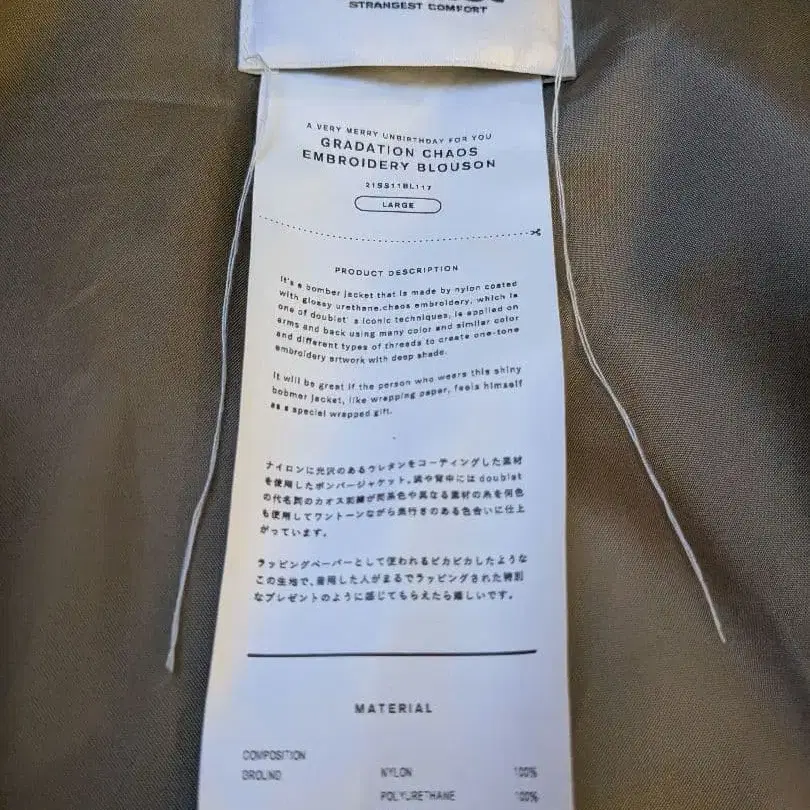 STRANGEST COMFORT
A VERY MERRY UNBIRTHDAY FOR YOU
GRADATION CHAOS
EMBROIDERY BLOUSON
21SS11BL117
LARGE
PRODUCT DESCRIPTION
It's a bomber jacket that is made by nylon coated
with glossy urethane.chaos embroidery, which is
one of doublet' s iconic techniques, is applied on
arms and back using many color and similar color
and different types of threads to create one-tone
embroidery artwork with deep shade.
It will be great if the person who wears this shiny
bobmer jacket, like wrapping paper, feels himself
as a special wrapped gift.
ナイロンに光沢のあるウレタンをコーティングした素材
を使用したボンバージャケット。腕や背中には doublet
の代名詞のカオス刺繍が同系色や異なる素材の糸を何色
も使用してワントーンながら奥行きのある色合いに仕上
がっています。
ラッピングペーパーとして使われるピカピカしたような
この生地で、着用した人がまるでラッピングされた特別
なプレゼントのように感じてもらえたら嬉しいです。
MATERIAL
COMPOSITION
GROUND NYLON 100%
POLYURETHANE 100%